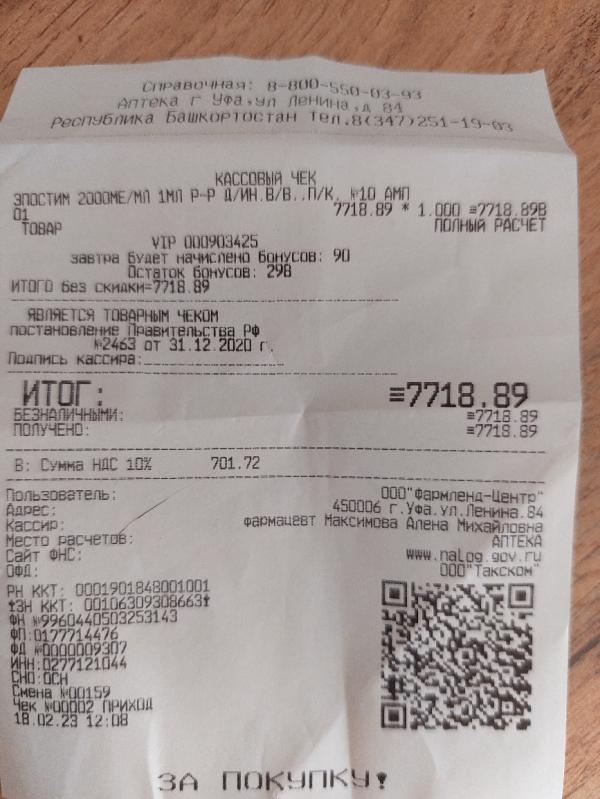 Справочная: 8-800-550-03-93
Аптека г Уфа,ул Ленина,д 84
Республика Башкортостан тел.8(347)251-19-03
КАССОВЫЙ ЧЕК
ЭПОСТИМ 2000МЕ/МЛ 1МЛ Р-Р Д/ИН.В/В.,П/К, №10 АМП
01 7718.89 * 1.000 ≡7718.89В
ТОВАР ПОЛНЫЙ РАСЧЕТ
VIP 000903425
завтра будет начислено бонусов: 90
Остаток бонусов: 298
ИТОГО без скидки=7718.89
ЯВЛЯЕТСЯ ТОВАРНЫМ ЧЕКОМ
постановление Правительства РФ
№2463 от 31.12.2020 г.
Подпись кассира:
ИТОГ: ≡7718.89
БЕЗНАЛИЧНЫМИ: ≡7718.89
ПОЛУЧЕНО: ≡7718.89
В: Сумма НДС 10% 701.72
Пользователь: ООО"Фармленд-Центр"
Адрес: 450006 г.Уфа,ул.Ленина,84
Кассир: фармацевт Максимова Алена Михайловна
Место расчетов: АПТЕКА
Сайт ФНС: www.nalog.gov.ru
ОФД: ООО"Такском"
РН ККТ: 0001901848001001
ЗН ККТ: 00106309308663
ФН №9960440503253143
ФП:0177714476
ФД №0000009307
ИНН:0277121044
СНО:ОСН
Смена №00159
Чек №00002 ПРИХОД
18.02.23 12:08
ЗА ПОКУПКУ!